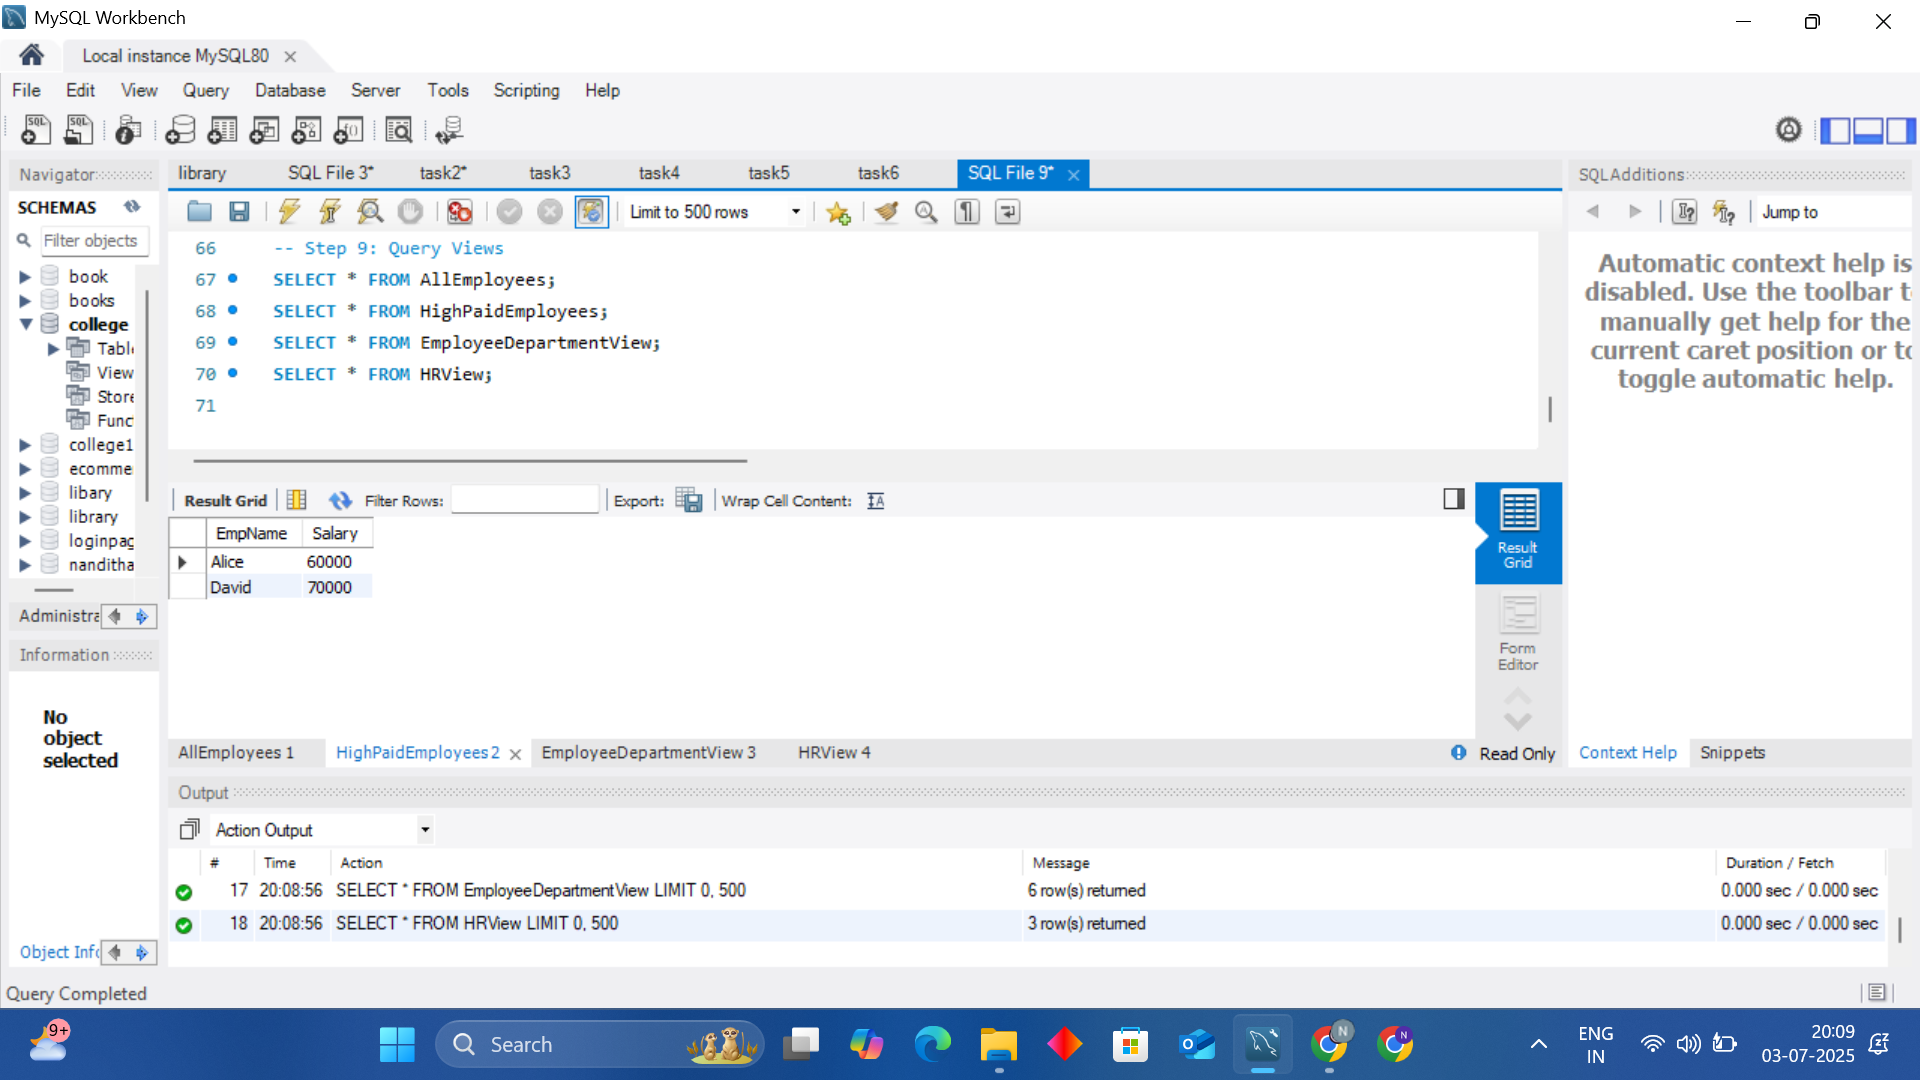 MySQL Workbench
Local instance MySQL80
File Edit View Query Database Server Tools Scripting Help
Navigator
SCHEMAS
Filter objects
book
books
college
Tabl
View
Store
Func
college1
ecomme
libary
library
loginpag
nanditha
Administra
Information
No
object
selected
Object Info
library SQL File 3* task2* task3 task4 task5 task6 SQL File 9*
Limit to 500 rows
66 -- Step 9: Query Views
67 SELECT * FROM AllEmployees;
68 SELECT * FROM HighPaidEmployees;
69 SELECT * FROM EmployeeDepartmentView;
70 SELECT * FROM HRView;
71
Result Grid Filter Rows: Export: Wrap Cell Content:
EmpName Salary
Alice 60000
David 70000
Result
Grid
Form
Editor
AllEmployees 1 HighPaidEmployees 2 EmployeeDepartmentView 3 HRView 4 Read Only
SQLAdditions
Jump to
Automatic context help is
disabled. Use the toolbar t
manually get help for the
current caret position or to
toggle automatic help.
Context Help Snippets
Output
Action Output
# Time Action Message Duration / Fetch
17 20:08:56 SELECT * FROM EmployeeDepartmentView LIMIT 0, 500 6 row(s) returned 0.000 sec / 0.000 sec
18 20:08:56 SELECT * FROM HRView LIMIT 0, 500 3 row(s) returned 0.000 sec / 0.000 sec
Query Completed
9+
Search
ENG
IN
20:09
03-07-2025